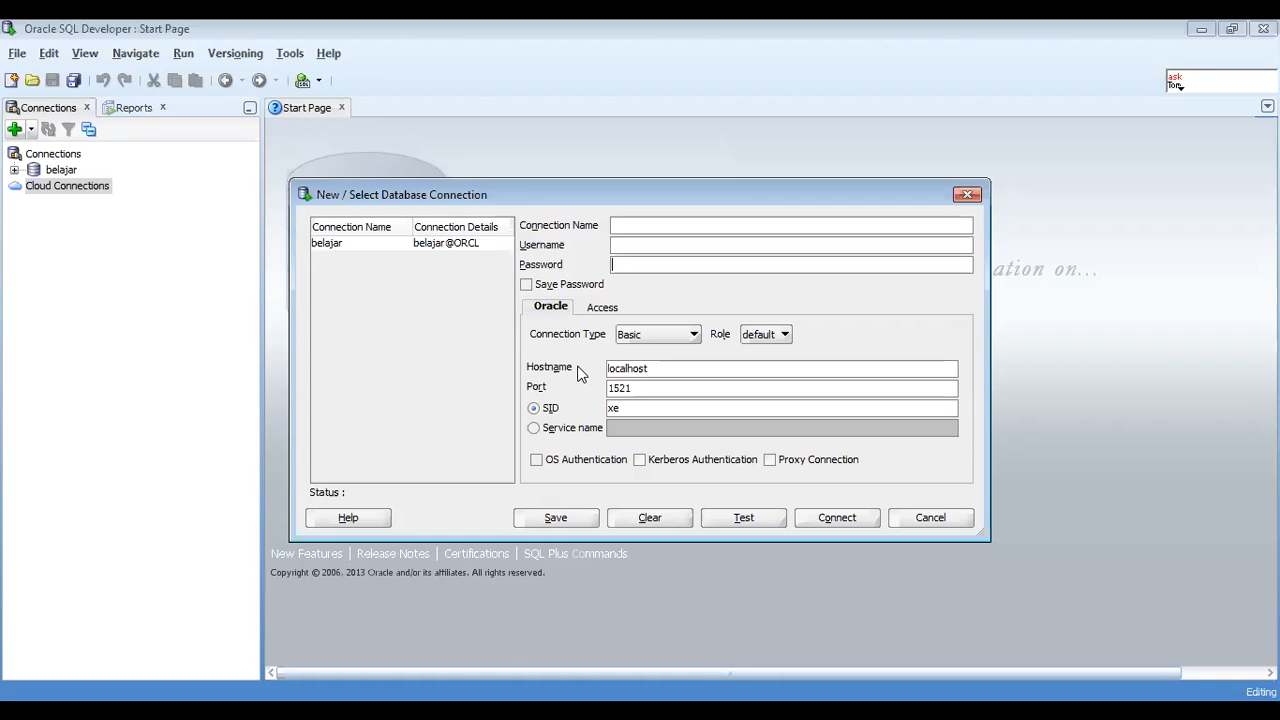 Oracle SQL Developer : Start Page
File Edit View Navigate Run Versioning Tools Help
ask
Tom
Connections Reports Start Page
Connections
belajar
Cloud Connections
ation on...
New / Select Database Connection
Connection Name Connection Details
belajar belajar@ORCL
Connection Name
Username
Password
Save Password
Oracle Access
Connection Type Basic Role default
Hostname localhost
Port 1521
SID xe
Service name
OS Authentication Kerberos Authentication Proxy Connection
Status :
Help Save Clear Test Connect Cancel
New Features Release Notes Certifications SQL Plus Commands
Copyright © 2006, 2013 Oracle and/or its affiliates. All rights reserved.
Editing